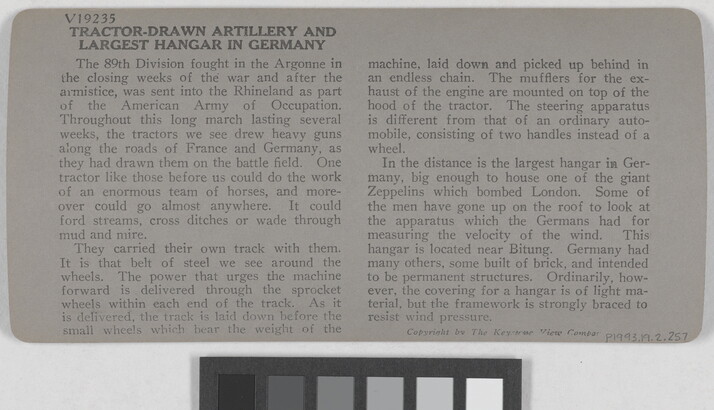 V19235
TRACTOR-DRAWN ARTILLERY AND
LARGEST HANGAR IN GERMANY
The 89th Division fought in the Argonne in
the closing weeks of the war and after the
armistice, was sent into the Rhineland as part
of the American Army of Occupation.
Throughout this long march lasting several
weeks, the tractors we see drew heavy guns
along the roads of France and Germany, as
they had drawn them on the battle field. One
tractor like those before us could do the work
of an enormous team of horses, and more-
over could go almost anywhere. It could
ford streams, cross ditches or wade through
mud and mire.
They carried their own track with them.
It is that belt of steel we see around the
wheels. The power that urges the machine
forward is delivered through the sprocket
wheels within each end of the track. As it
is delivered, the track is laid down before the
small wheels which bear the weight of the
machine, laid down and picked up behind in
an endless chain. The mufflers for the ex-
haust of the engine are mounted on top of the
hood of the tractor. The steering apparatus
is different from that of an ordinary auto-
mobile, consisting of two handles instead of a
wheel.
In the distance is the largest hangar in Ger-
many, big enough to house one of the giant
Zeppelins which bombed London. Some of
the men have gone up on the roof to look at
the apparatus which the Germans had for
measuring the velocity of the wind. This
hangar is located near Bitung. Germany had
many others, some built of brick, and intended
to be permanent structures. Ordinarily, how-
ever, the covering for a hangar is of light ma-
terial, but the framework is strongly braced to
resist wind pressure.
Copyright by The Keystone View Compan
P1993.19.2.257